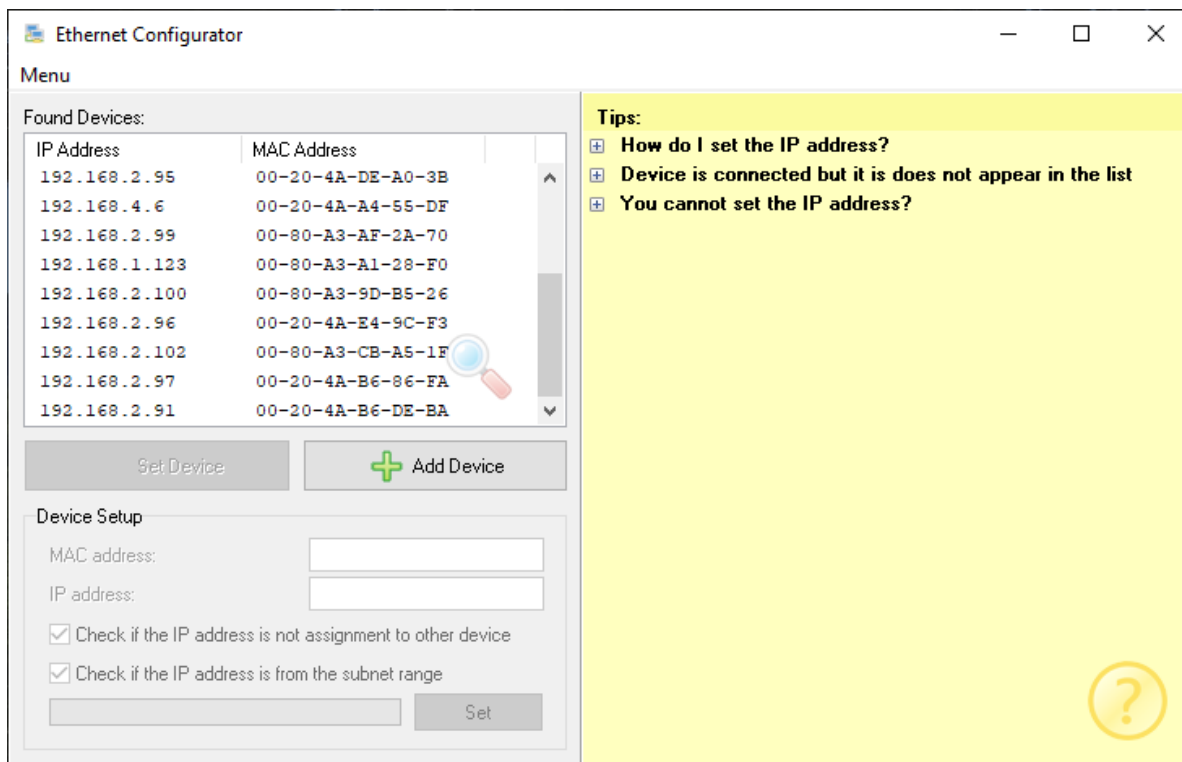 Ethernet Configurator
Menu
Found Devices:
IP Address MAC Address
192.168.2.95 00-20-4A-DE-A0-3B
192.168.4.6 00-20-4A-A4-55-DF
192.168.2.99 00-80-A3-AF-2A-70
192.168.1.123 00-80-A3-A1-28-F0
192.168.2.100 00-80-A3-9D-B5-26
192.168.2.96 00-20-4A-E4-9C-F3
192.168.2.102 00-80-A3-CB-A5-1F
192.168.2.97 00-20-4A-B6-86-FA
192.168.2.91 00-20-4A-B6-DE-BA
Set Device
Add Device
Device Setup
MAC address:
IP address:
Check if the IP address is not assignment to other device
Check if the IP address is from the subnet range
Set
Tips:
How do I set the IP address?
Device is connected but it is does not appear in the list
You cannot set the IP address?
?